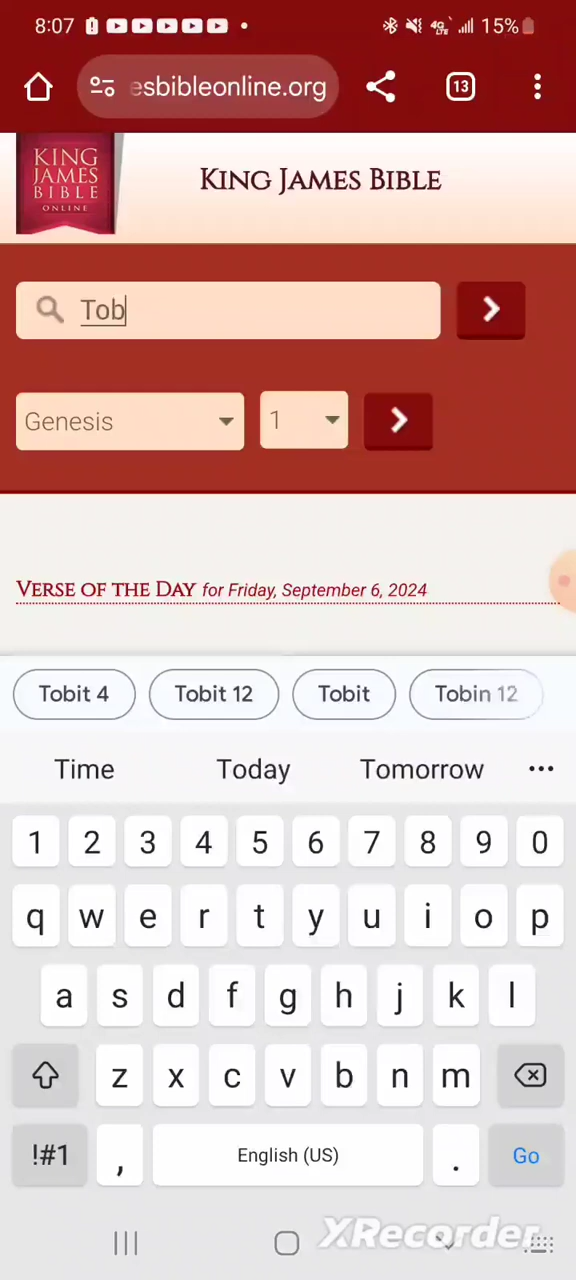 8:07 4G 15%
esbibleonline.org 13
KING
JAMES
BIBLE
ONLINE
KING JAMES BIBLE
Tob
Genesis 1
VERSE OF THE DAY for Friday, September 6, 2024
Tobit 4 Tobit 12 Tobit Tobin 12
Time Today Tomorrow ...
1 2 3 4 5 6 7 8 9 0
q w e r t y u i o p
a s d f g h j k l
z x c v b n m
!#1 , English (US) . Go
XRecorder